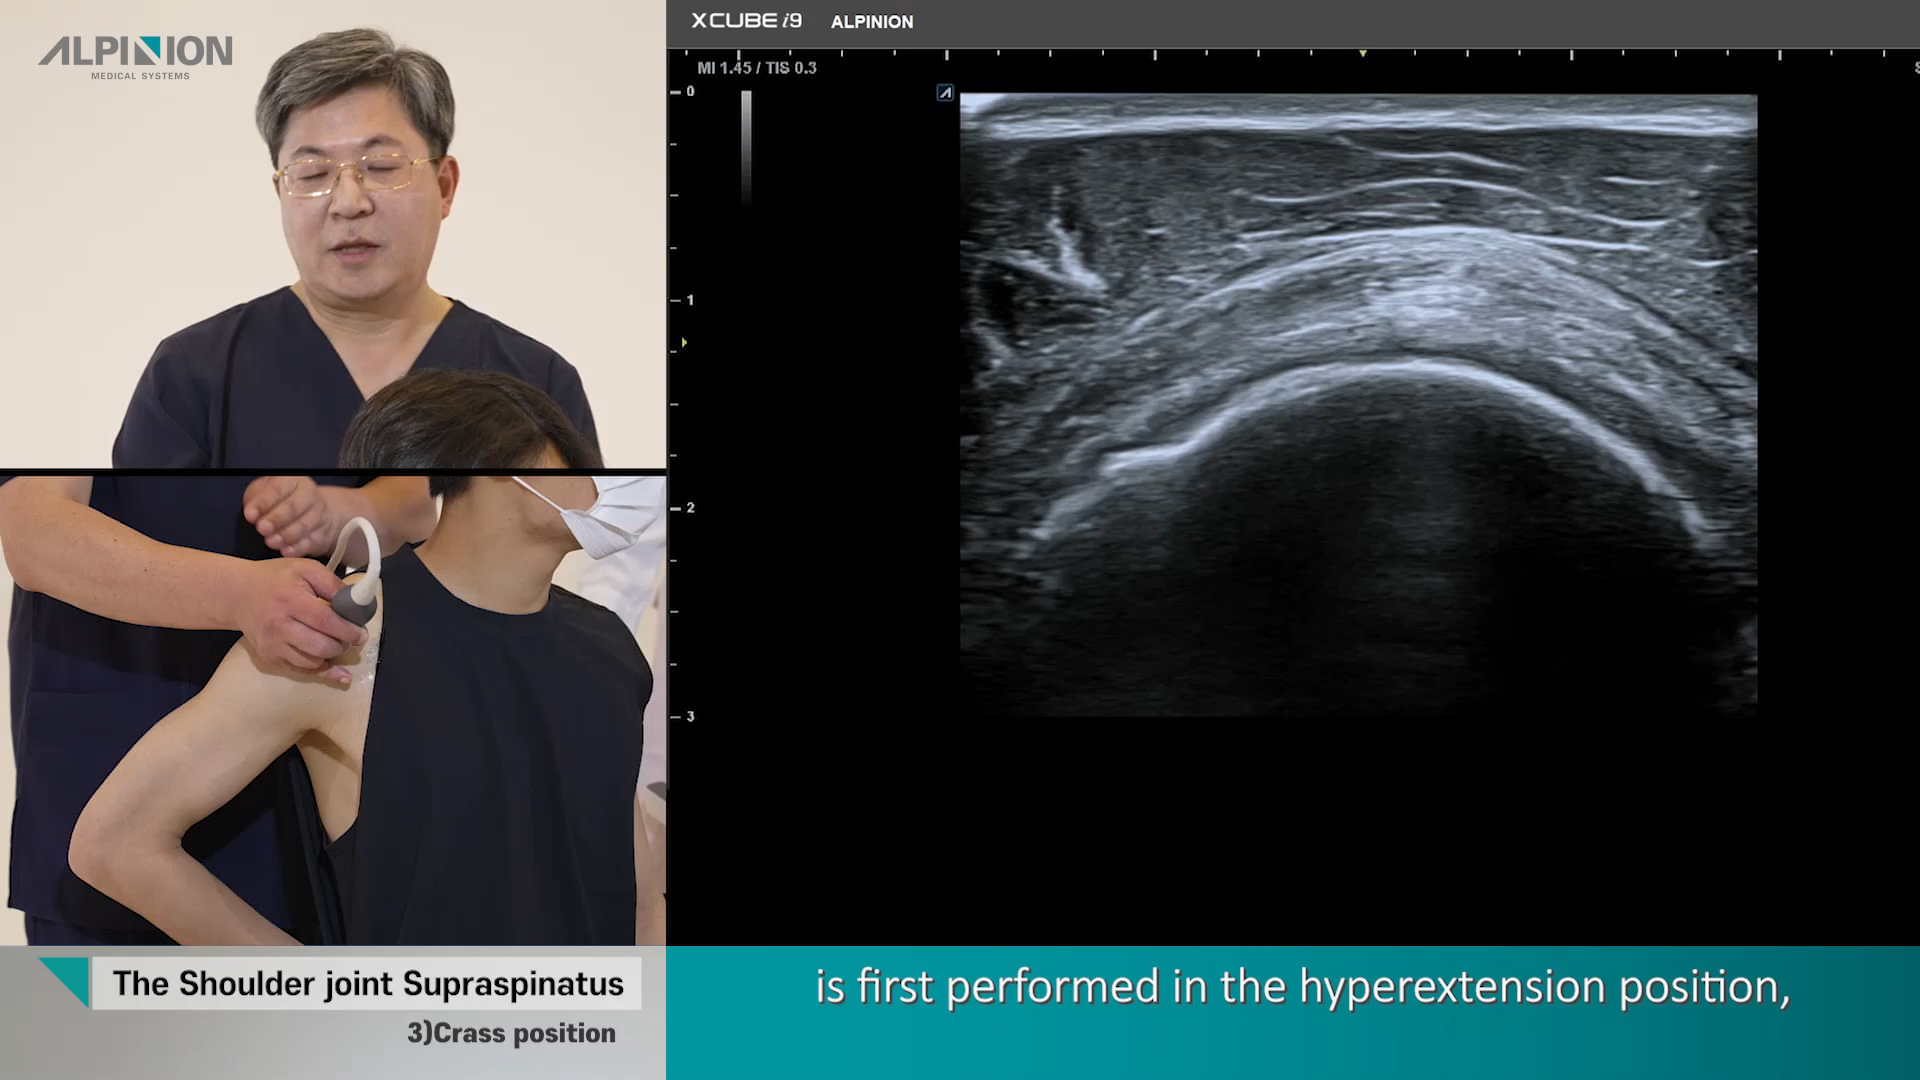 ALPINION
MEDICAL SYSTEMS
XCUBE i9 ALPINION
MI 1.45 / TIS 0.3
0
1
2
3
The Shoulder joint Supraspinatus
3)Crass position
is first performed in the hyperextension position,